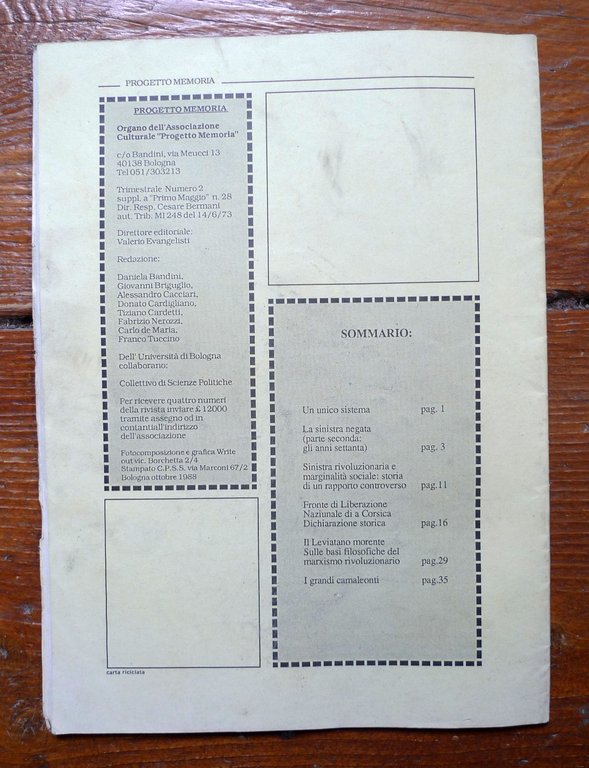 PROGETTO MEMORIA
PROGETTO MEMORIA
Organo dell'Associazione
Culturale "Progetto Memoria"
c/o Bandini, via Meucci 13
40138 Bologna
Tel 051/303213
Trimestrale Numero 2
suppl. a "Primo Maggio" n. 28
Dir. Resp. Cesare Bermani
aut. Trib. MI 248 del 14/6/73
Direttore editoriale:
Valerio Evangelisti
Redazione:
Daniela Bandini,
Giovanni Briguglio,
Alessandro Cacciari,
Donato Cardigliano,
Tiziano Cardetti,
Fabrizio Nerozzi,
Carlo de Maria,
Franco Tuccino
Dell' Università di Bologna
collaborano:
Collettivo di Scienze Politiche
Per ricevere quattro numeri
della rivista inviare £ 12000
tramite assegno od in
contantiall'indirizzo
dell'associazione
Fotocomposizione e grafica Write
out vic. Borchetta 2/4
Stampato C.P.S.S. via Marconi 67/2
Bologna ottobre 1988
carta riciclata
SOMMARIO:
Un unico sistema pag. 1
La sinistra negata
(parte seconda:
gli anni settanta) pag. 3
Sinistra rivoluzionaria e
marginalità sociale: storia
di un rapporto controverso pag.11
Fronte di Liberazione
Naziunale di a Corsica
Dichiarazione storica pag.16
Il Leviatano morente
Sulle basi filosofiche del
marxismo rivoluzionario pag.29
I grandi camaleonti pag.35